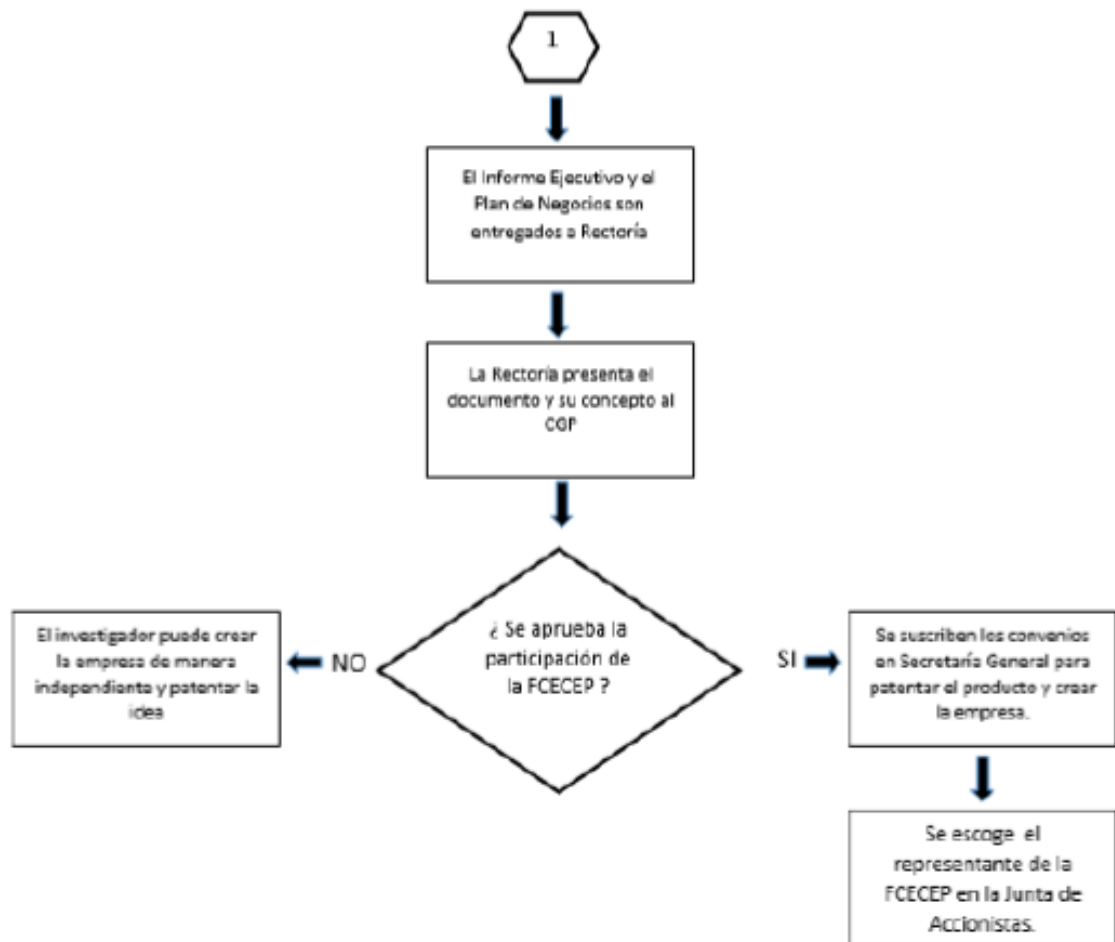 1
El Informe Ejecutivo y el
Plan de Negocios son
entregados a Rectoría
La Rectoría presenta el
documento y su concepto al
CGP
¿ Se aprueba la
participación de
la FCECEP ?
NO
El investigador puede crear
la empresa de manera
independiente y patentar la
idea
SI
Se suscriben los convenios
en Secretaría General para
patentar el producto y crear
la empresa.
Se escoge el
representante de la
FCECEP en la Junta de
Accionistas.